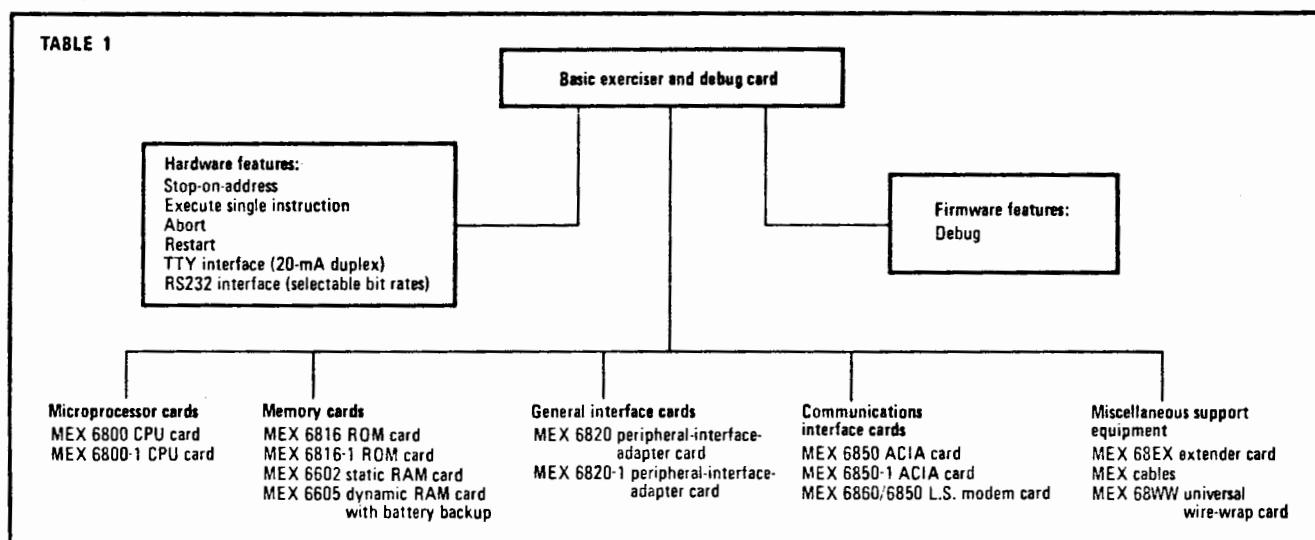 TABLE 1
Basic exerciser and debug card
Hardware features:
Stop-on-address
Execute single instruction
Abort
Restart
TTY interface (20-mA duplex)
RS232 interface (selectable bit rates)
Firmware features:
Debug
Microprocessor cards
MEX 6800 CPU card
MEX 6800-1 CPU card
Memory cards
MEX 6816 ROM card
MEX 6816-1 ROM card
MEX 6602 static RAM card
MEX 6605 dynamic RAM card
with battery backup
General interface cards
MEX 6820 peripheral-interface-
adapter card
MEX 6820-1 peripheral-interface-
adapter card
Communications
interface cards
MEX 6850 ACIA card
MEX 6850-1 ACIA card
MEX 6860/6850 L.S. modem card
Miscellaneous support
equipment
MEX 68EX extender card
MEX cables
MEX 68WW universal
wire-wrap card